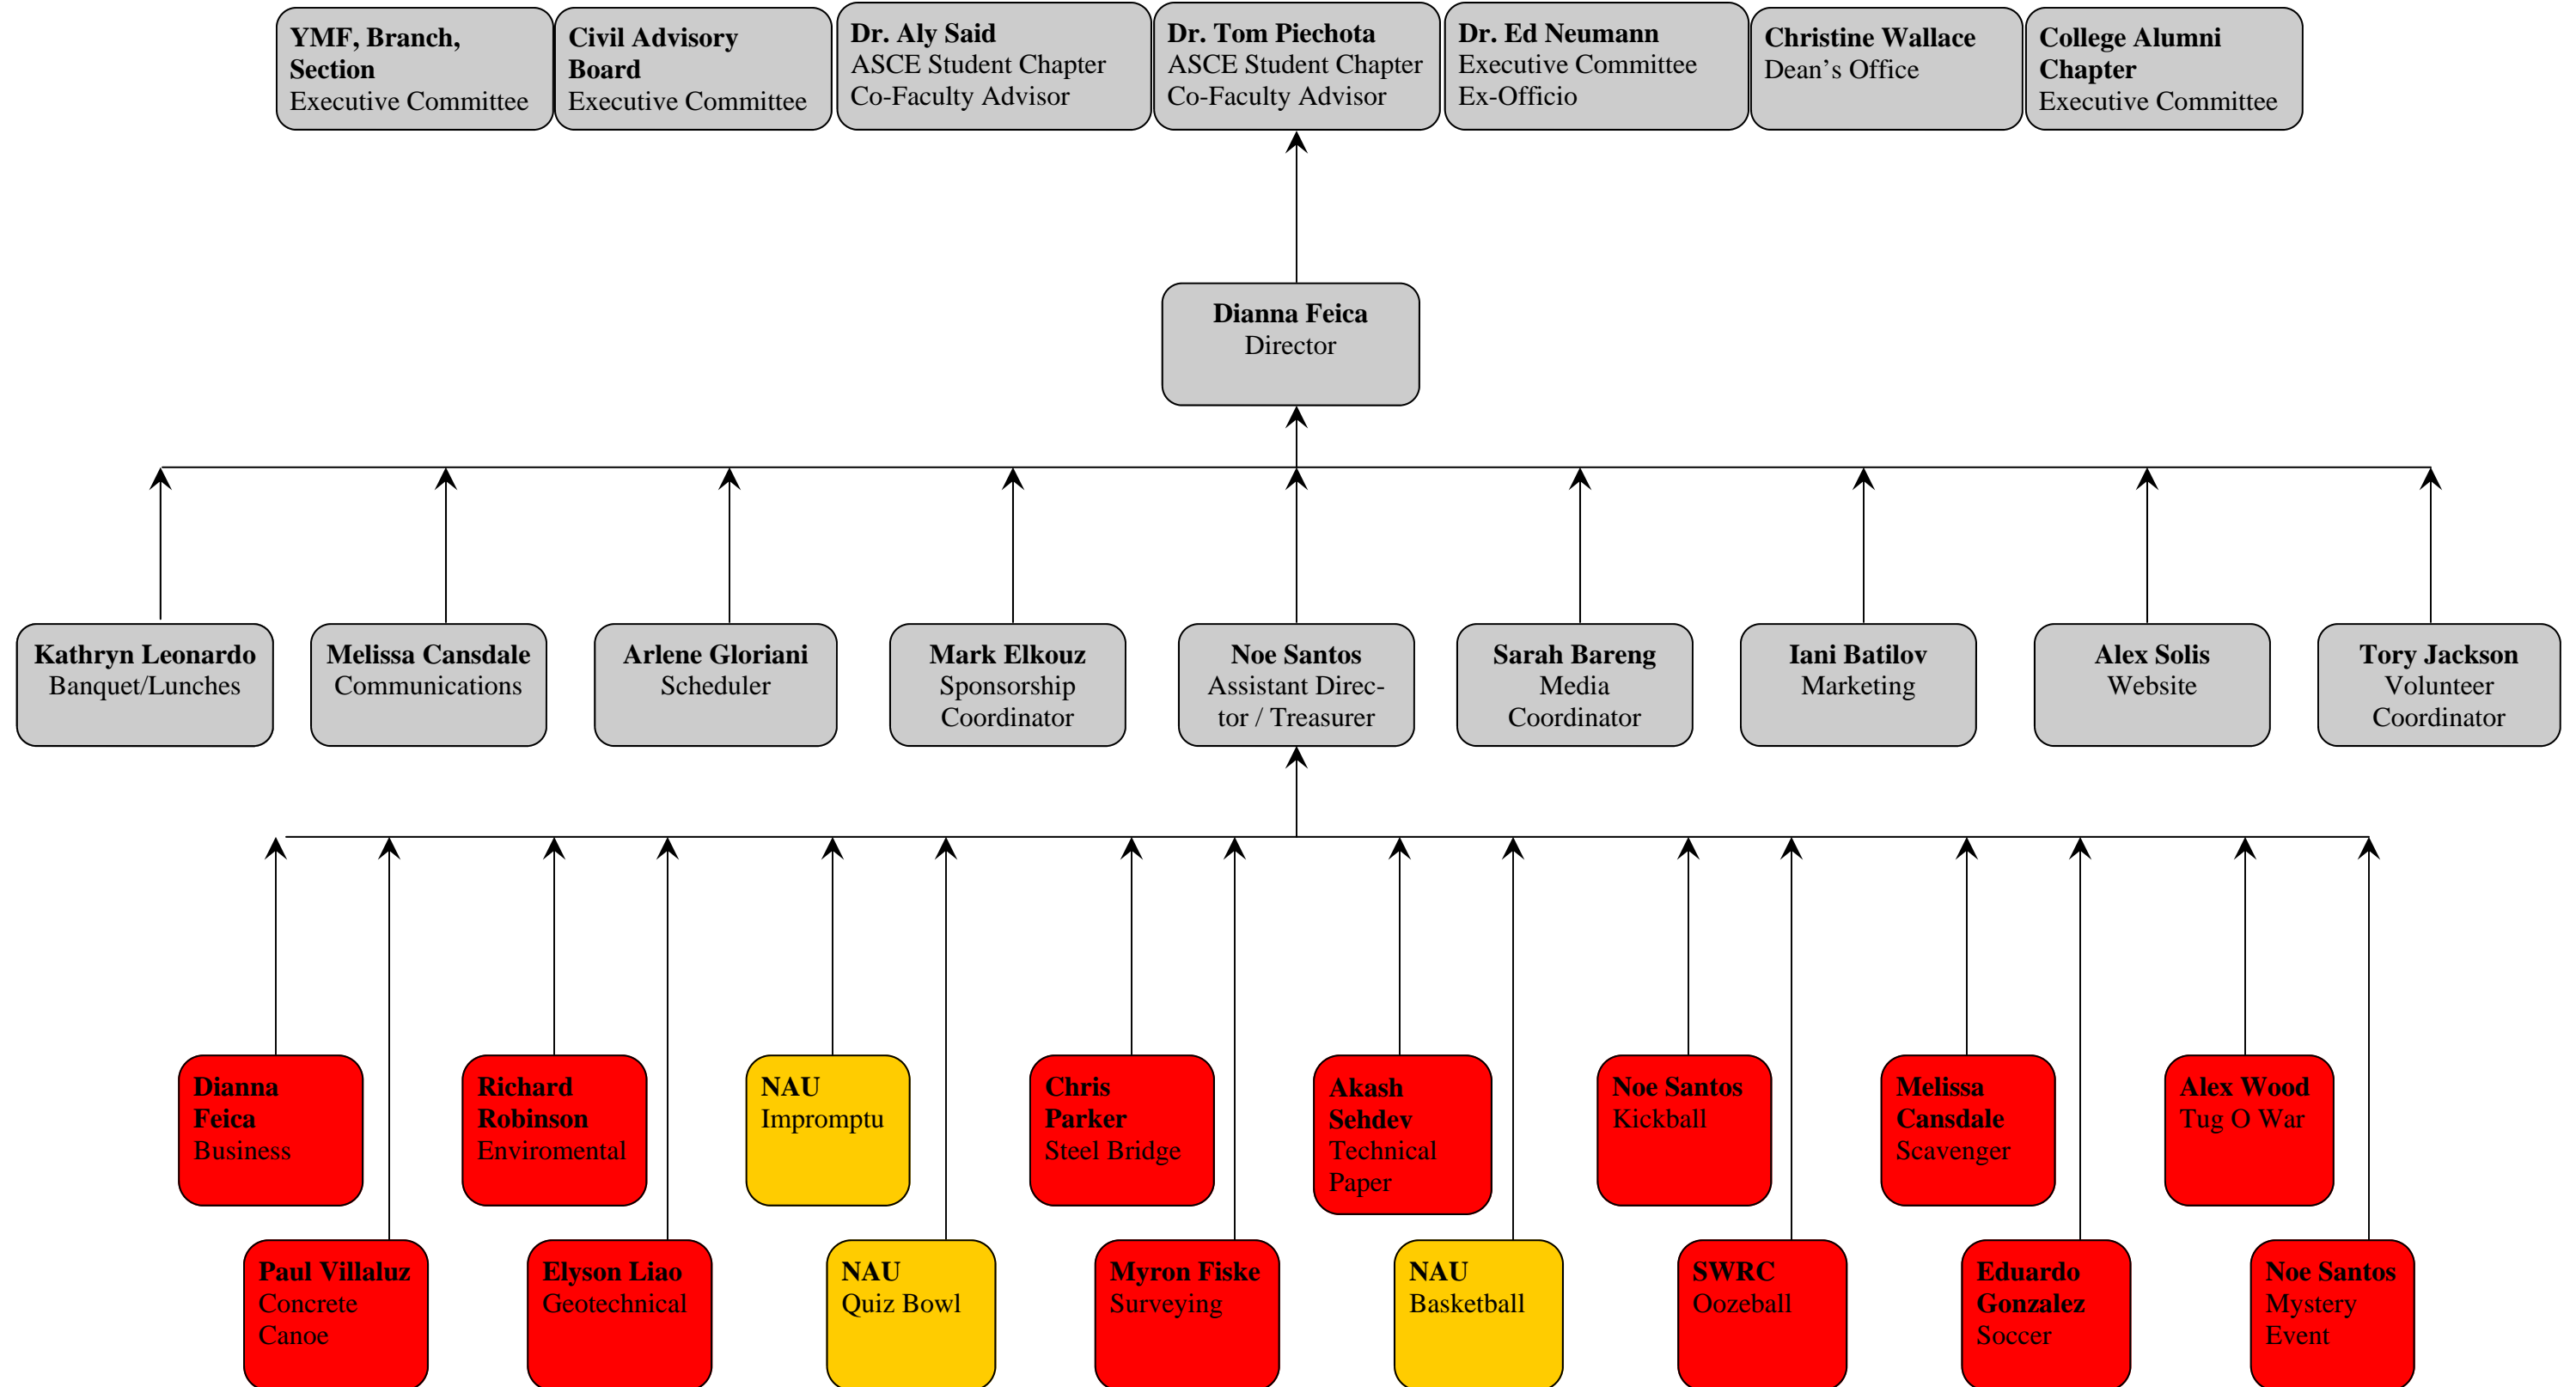 YMF, Branch,
Section
Executive Committee
Civil Advisory
Board
Executive Committee
Dr. Aly Said
ASCE Student Chapter
Co-Faculty Advisor
Dr. Tom Piechota
ASCE Student Chapter
Co-Faculty Advisor
Dr. Ed Neumann
Executive Committee
Ex-Officio
Christine Wallace
Dean’s Office
College Alumni
Chapter
Executive Committee
Dianna Feica
Director
Kathryn Leonardo
Banquet/Lunches
Melissa Cansdale
Communications
Arlene Gloriani
Scheduler
Mark Elkouz
Sponsorship
Coordinator
Noe Santos
Assistant Direc-
tor / Treasurer
Sarah Bareng
Media
Coordinator
Iani Batilov
Marketing
Alex Solis
Website
Tory Jackson
Volunteer
Coordinator
Dianna
Feica
Business
Richard
Robinson
Enviromental
NAU
Impromptu
Chris
Parker
Steel Bridge
Akash
Sehdev
Technical
Paper
Noe Santos
Kickball
Melissa
Cansdale
Scavenger
Alex Wood
Tug O War
Paul Villaluz
Concrete
Canoe
Elyson Liao
Geotechnical
NAU
Quiz Bowl
Myron Fiske
Surveying
NAU
Basketball
SWRC
Oozeball
Eduardo
Gonzalez
Soccer
Noe Santos
Mystery
Event